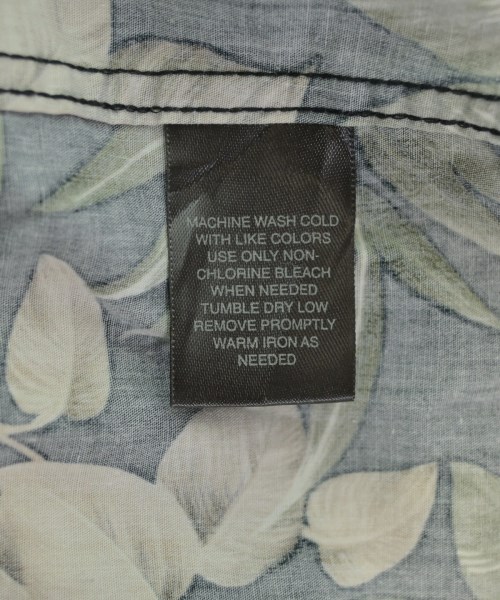 MACHINE WASH COLD
WITH LIKE COLORS
USE ONLY NON-
CHLORINE BLEACH
WHEN NEEDED
TUMBLE DRY LOW
REMOVE PROMPTLY
WARM IRON AS
NEEDED